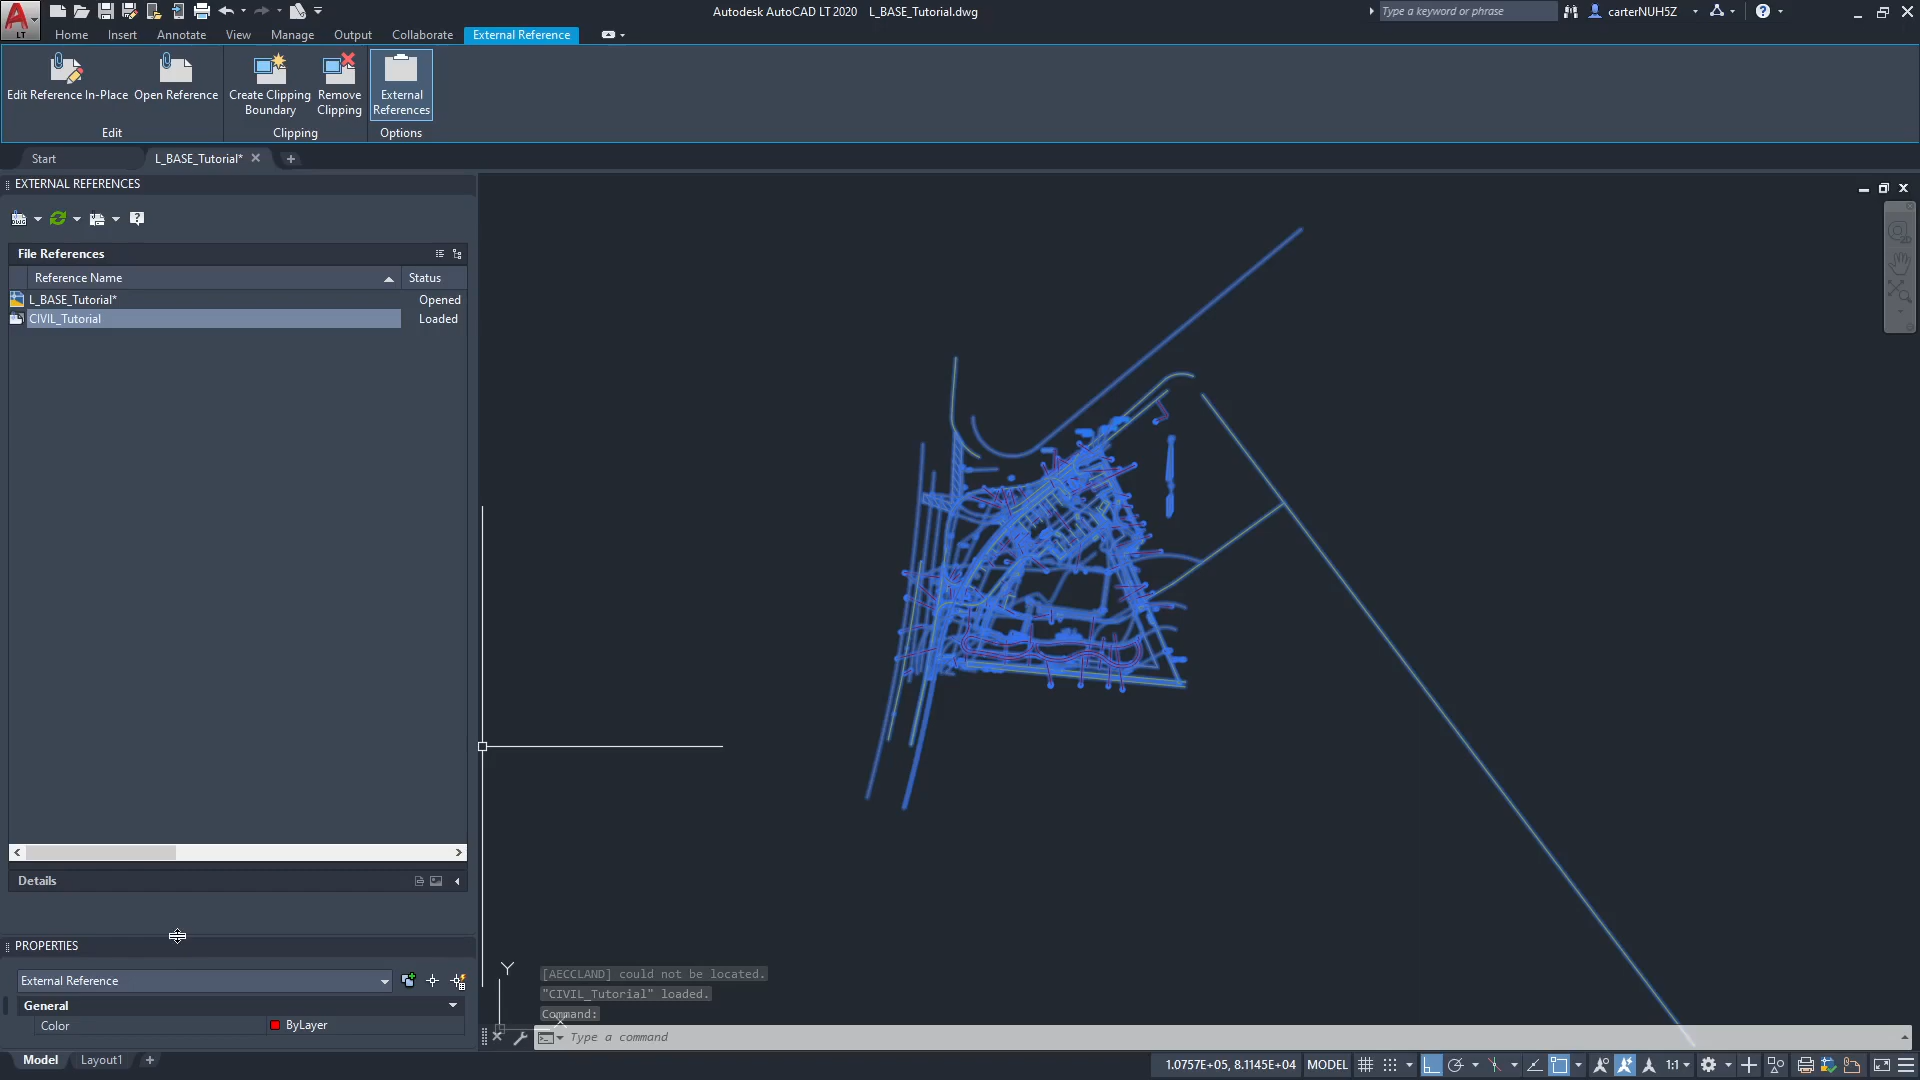 Autodesk AutoCAD LT 2020 L_BASE_Tutorial.dwg
Type a keyword or phrase
carterNUH5Z
LT
Home Insert Annotate View Manage Output Collaborate External Reference
Edit Reference In-Place Open Reference
Create Clipping Boundary
Remove Clipping
External References
Edit Clipping Options
Start L_BASE_Tutorial*
EXTERNAL REFERENCES
File References
Reference Name Status
L_BASE_Tutorial* Opened
CIVIL_Tutorial Loaded
Details
PROPERTIES
External Reference
General
Color ByLayer
Y
X
[AECCLAND] could not be located.
"CIVIL_Tutorial" loaded.
Command:
Type a command
Model Layout1
1.0757E+05, 8.1145E+04 MODEL
1:1